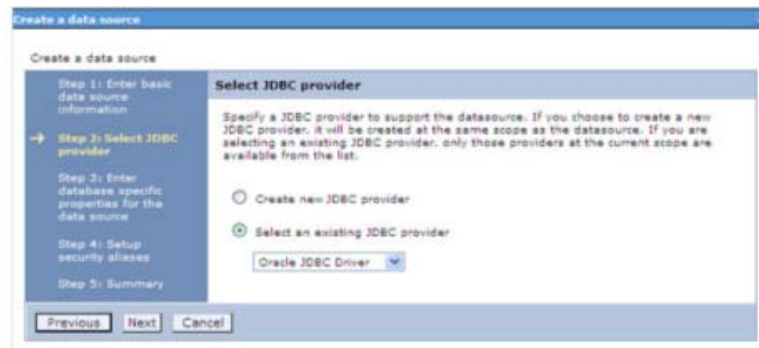 Create a data source
Create a data source
Step 1: Enter basic
data source
information
Step 2: Select JDBC
provider
Step 3: Enter
database specific
properties for the
data source
Step 4: Setup
security aliases
Step 5: Summary
Select JDBC provider
Specify a JDBC provider to support the datasource. If you choose to create a new
JDBC provider, it will be created at the same scope as the datasource. If you are
selecting an existing JDBC provider, only those providers at the current scope are
available from the list.
Create new JDBC provider
Select an existing JDBC provider
Oracle JDBC Driver
Previous Next Cancel